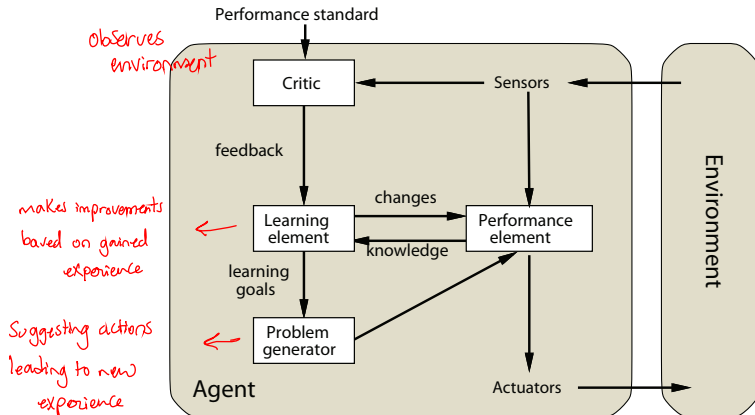 Performance standard
observes
environment
Critic
Sensors
feedback
Environment
makes improvements
based on gained
experience
changes
Learning
element
Performance
element
knowledge
learning
goals
Suggesting actions
leading to new
experience
Problem
generator
Agent
Actuators